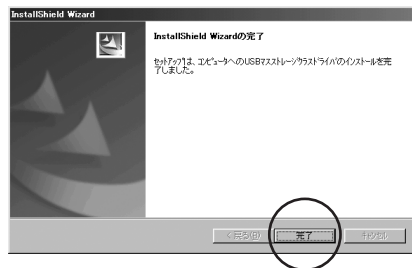 InstallShield Wizard
InstallShield Wizardの完了
セットアップは、コンピュータへのUSBマスストレージクラスドライバのインストールを完
了しました。
< 戻る(B)
完了
キャンセル